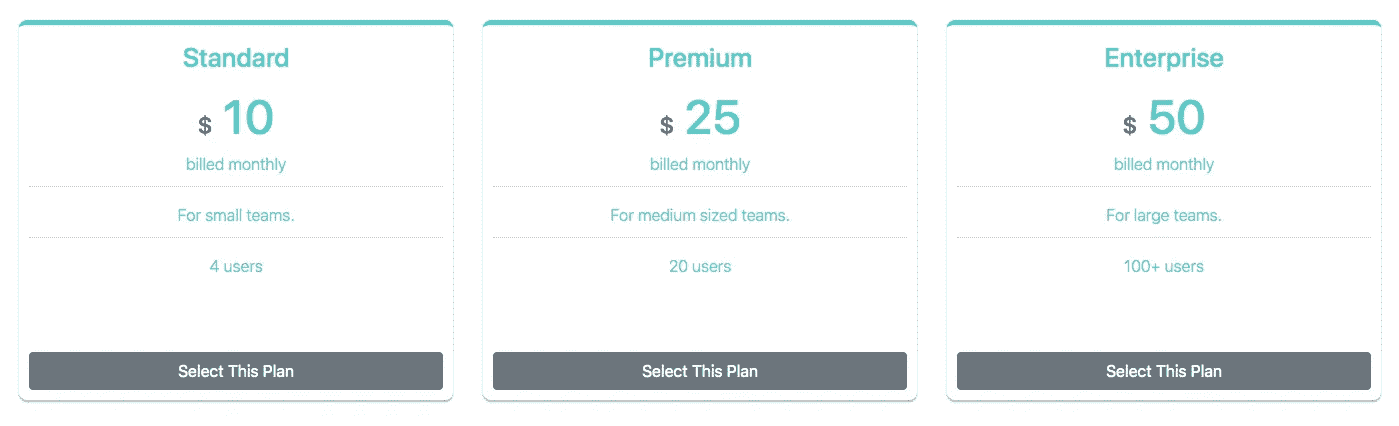 Standard
$ 10
billed monthly
For small teams.
4 users
Select This Plan
Premium
$ 25
billed monthly
For medium sized teams.
20 users
Select This Plan
Enterprise
$ 50
billed monthly
For large teams.
100+ users
Select This Plan